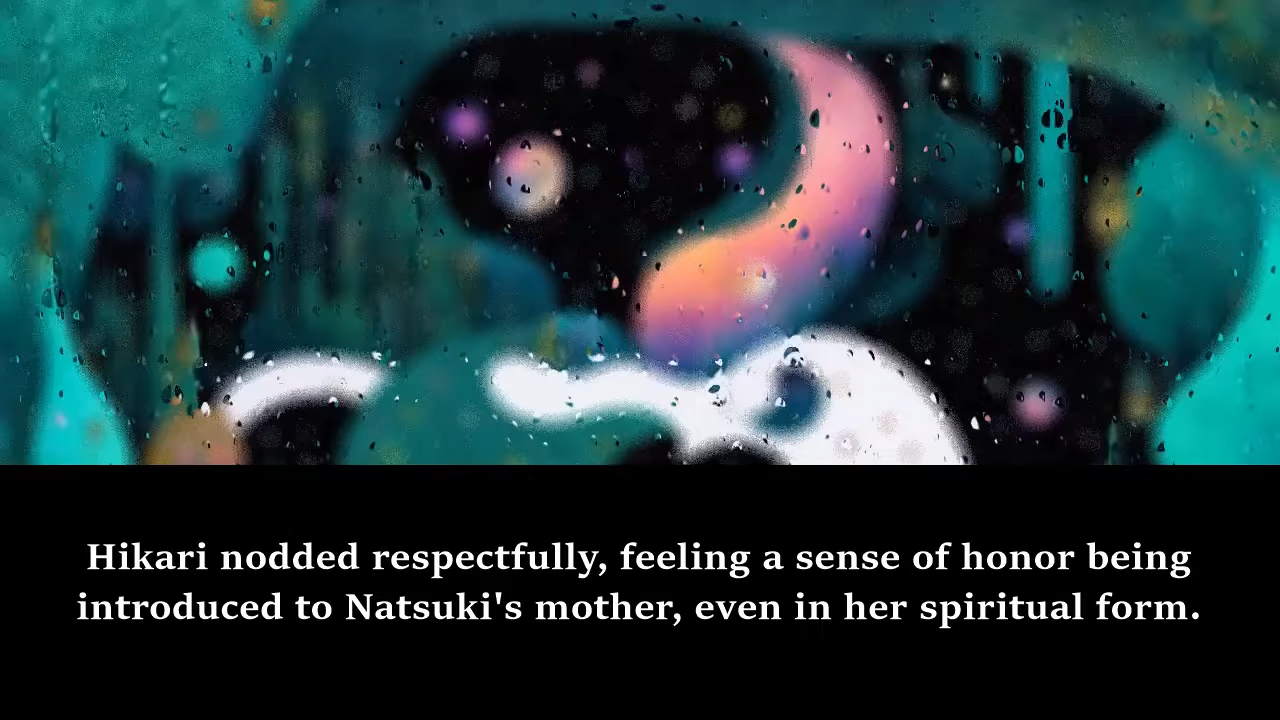 Hikari nodded respectfully, feeling a sense of honor being
introduced to Natsuki's mother, even in her spiritual form.